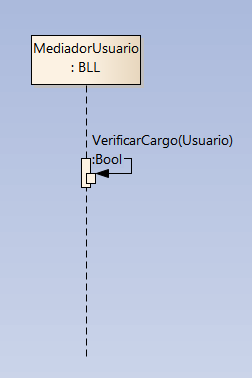 MediadorUsuario
: BLL
VerificarCargo(Usuario)
:Bool